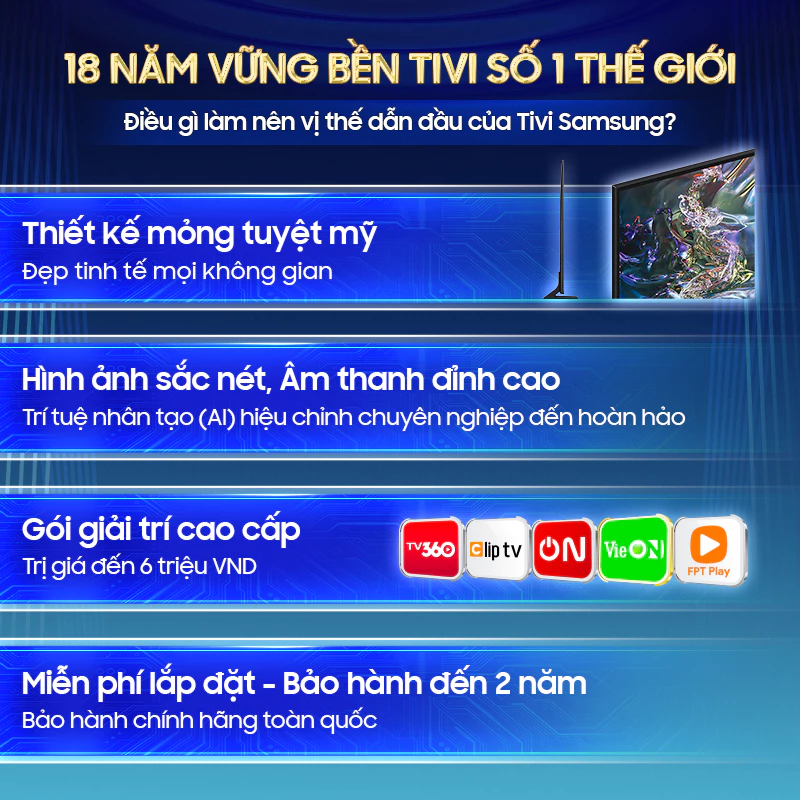 18 NĂM VỮNG BỀN TIVI SỐ 1 THẾ GIỚI
Điều gì làm nên vị thế dẫn đầu của Tivi Samsung?
Thiết kế mỏng tuyệt mỹ
Đẹp tinh tế mọi không gian
Hình ảnh sắc nét, Âm thanh đỉnh cao
Trí tuệ nhân tạo (AI) hiệu chỉnh chuyên nghiệp đến hoàn hảo
Gói giải trí cao cấp
Trị giá đến 6 triệu VND
TV360 Clip tv ON VieON FPT Play
Miễn phí lắp đặt - Bảo hành đến 2 năm
Bảo hành chính hãng toàn quốc